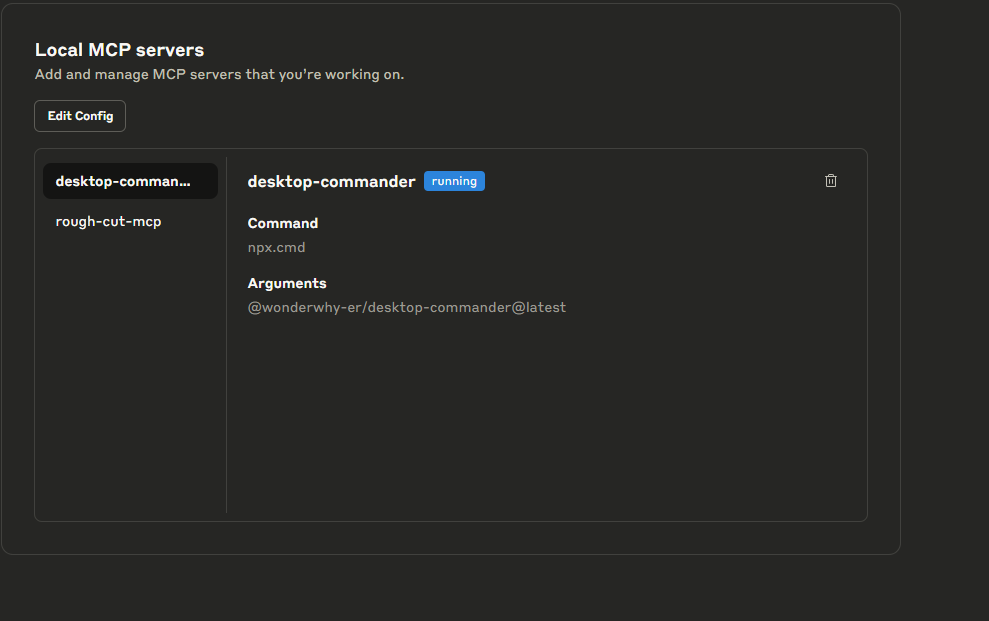 Local MCP servers
Add and manage MCP servers that you're working on.
Edit Config
desktop-comman...
rough-cut-mcp
desktop-commander running
Command
npx.cmd
Arguments
@wonderwhy-er/desktop-commander@latest